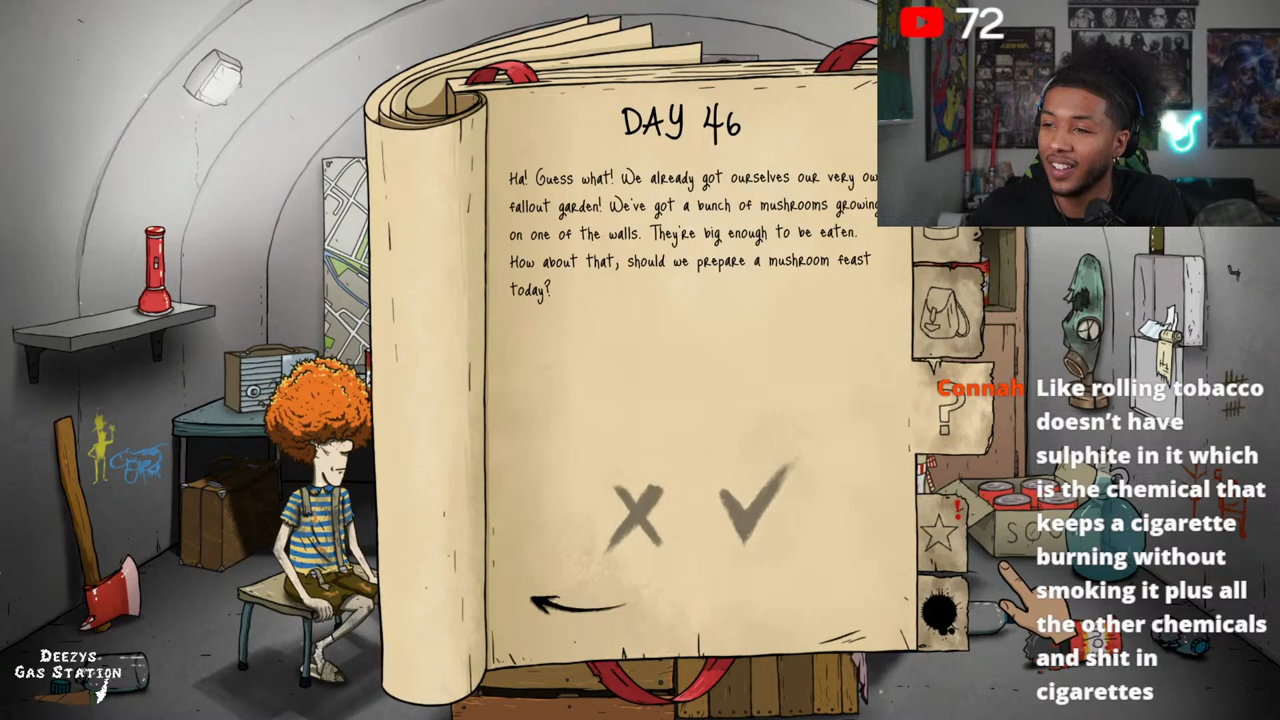 72
DAY 46
Ha! Guess what! We already got ourselves our very
fallout garden! We've got a bunch of mushrooms growing
on one of the walls. They're big enough to be eaten.
How about that, should we prepare a mushroom feast
today?
Connah Like rolling tobacco
doesn't have
sulphite in it which
is the chemical that
keeps a cigarette
burning without
smoking it plus all
the other chemicals
and shit in
cigarettes
DEEZYS
GAS STATION